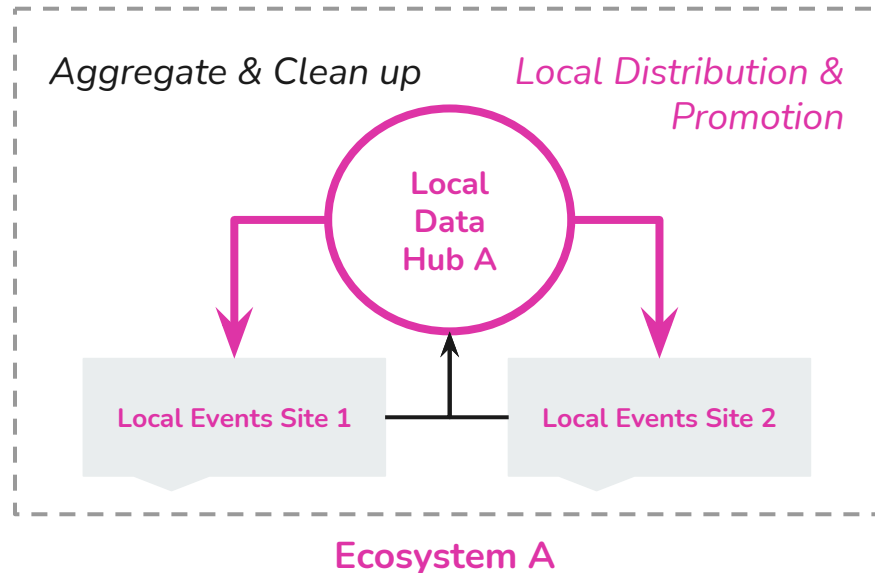 Aggregate & Clean up
Local Distribution &
Promotion
Local
Data
Hub A
Local Events Site 1
Local Events Site 2
Ecosystem A